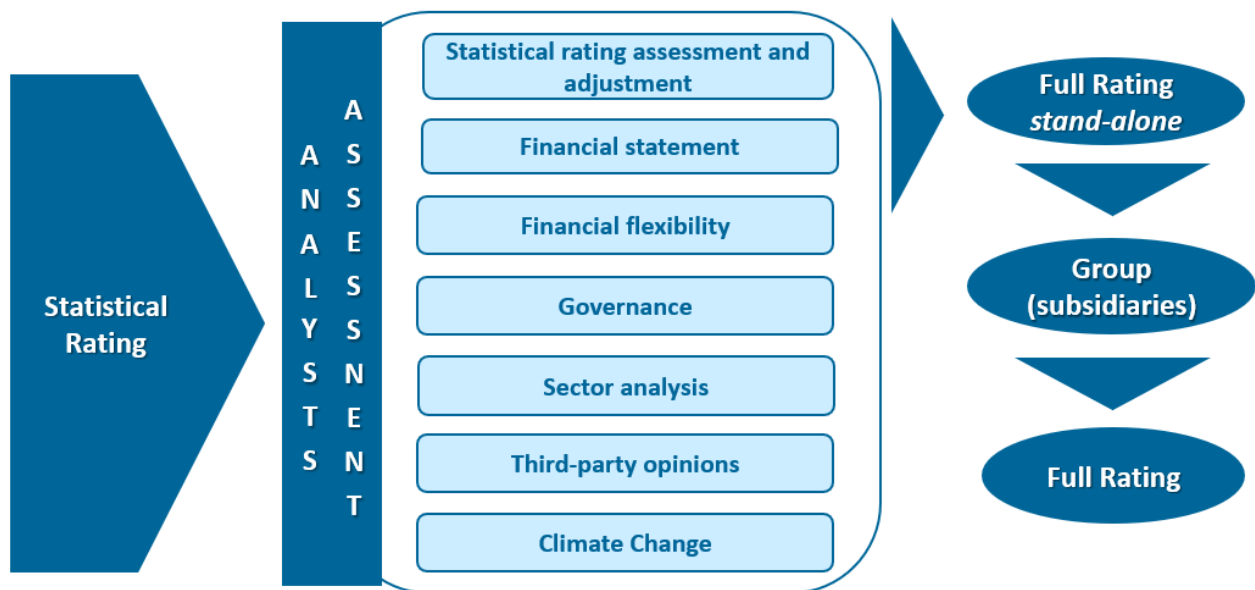 Statistical
Rating
ANALYSTS
ASSESSNENT
Statistical rating assessment and
adjustment
Financial statement
Financial flexibility
Governance
Sector analysis
Third-party opinions
Climate Change
Full Rating
stand-alone
Group
(subsidiaries)
Full Rating